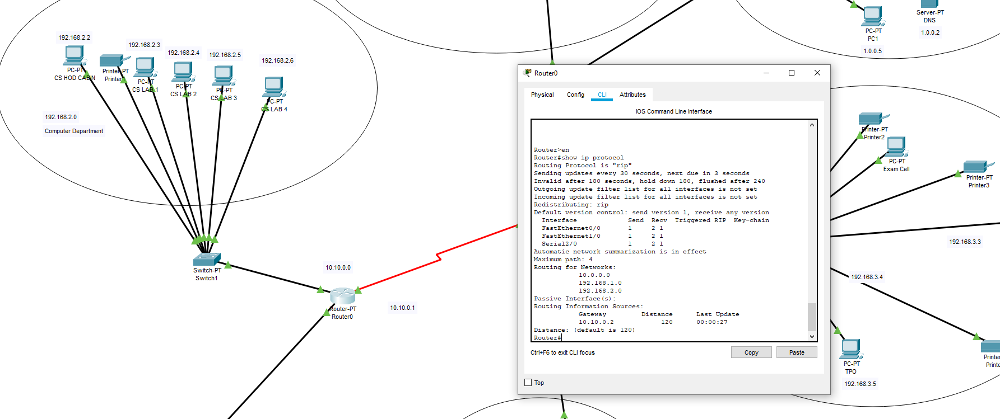 192.168.2.2
192.168.2.3
192.168.2.4
192.168.2.5
192.168.2.6
PC-PT
CS HOD CABIN
Printer-PT
Printer1
PC-PT
CS LAB 1
PC-PT
CS LAB 2
PC-PT
CS LAB 3
PC-PT
CS LAB 4
192.168.2.0
Computer Department
Switch-PT
Switch1
10.10.0.0
Router-PT
Router0
10.10.0.1
Server-PT
DNS
1.0.0.2
PC-PT
PC1
1.0.0.5
Router0
Physical Config CLI Attributes
IOS Command Line Interface
Router>en
Router#show ip protocol
Routing Protocol is "rip"
Sending updates every 30 seconds, next due in 3 seconds
Invalid after 180 seconds, hold down 180, flushed after 240
Outgoing update filter list for all interfaces is not set
Incoming update filter list for all interfaces is not set
Redistributing: rip
Default version control: send version 1, receive any version
Interface Send Recv Triggered RIP Key-chain
FastEthernet0/0 1 2 1
FastEthernet1/0 1 2 1
Serial2/0 1 2 1
Automatic network summarization is in effect
Maximum path: 4
Routing for Networks:
10.0.0.0
192.168.1.0
192.168.2.0
Passive Interface(s):
Routing Information Sources:
Gateway Distance Last Update
10.10.0.2 120 00:00:27
Distance: (default is 120)
Router#
Ctrl+F6 to exit CLI focus
Copy Paste
Top
Printer-PT
Printer2
PC-PT
Exam Cell
Printer-PT
Printer3
192.168.3.3
192.168.3.4
PC-PT
TPO
192.168.3.5